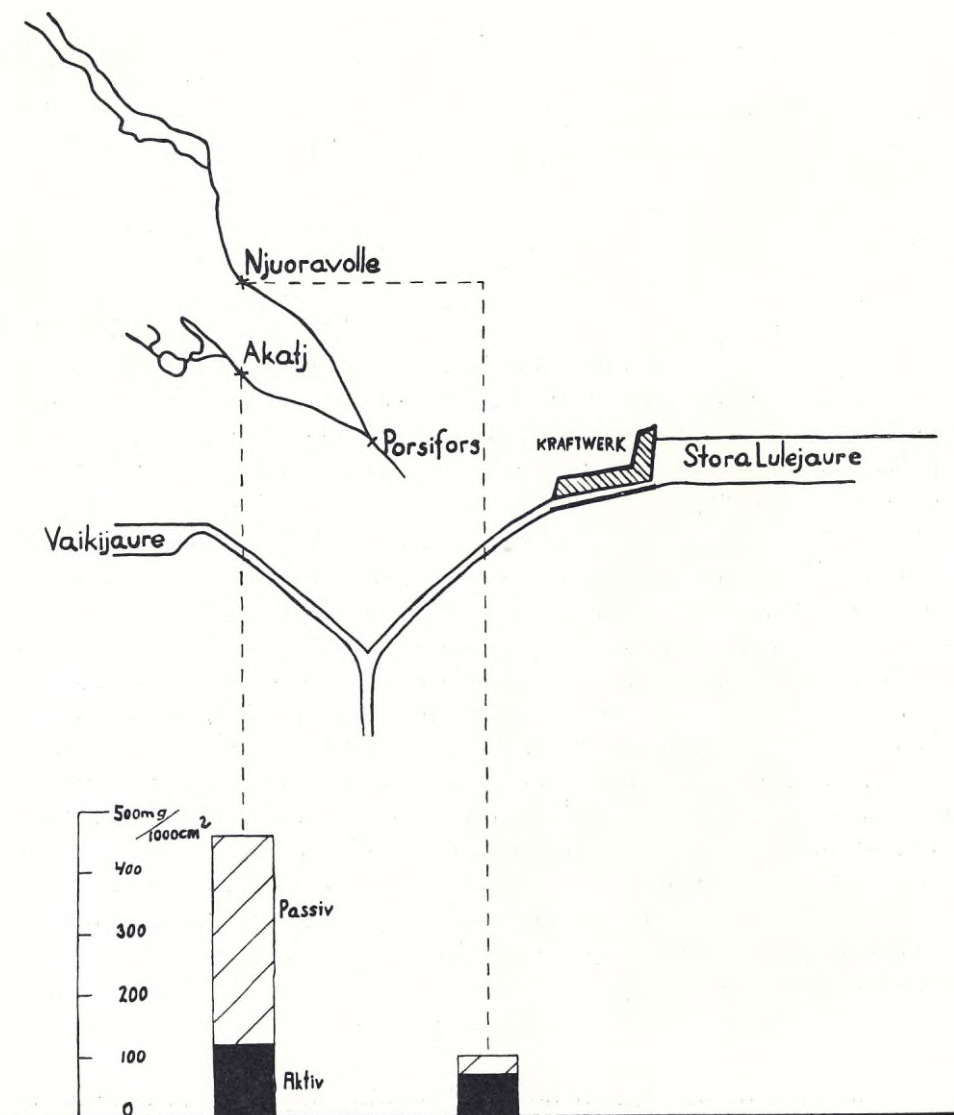 Njuoravolle
Akatj
Porsifors
KRAFTWERK
Stora Lulejaure
Vaikijaure
500mg/1000cm²
400
Passiv
300
200
100
Aktiv
0